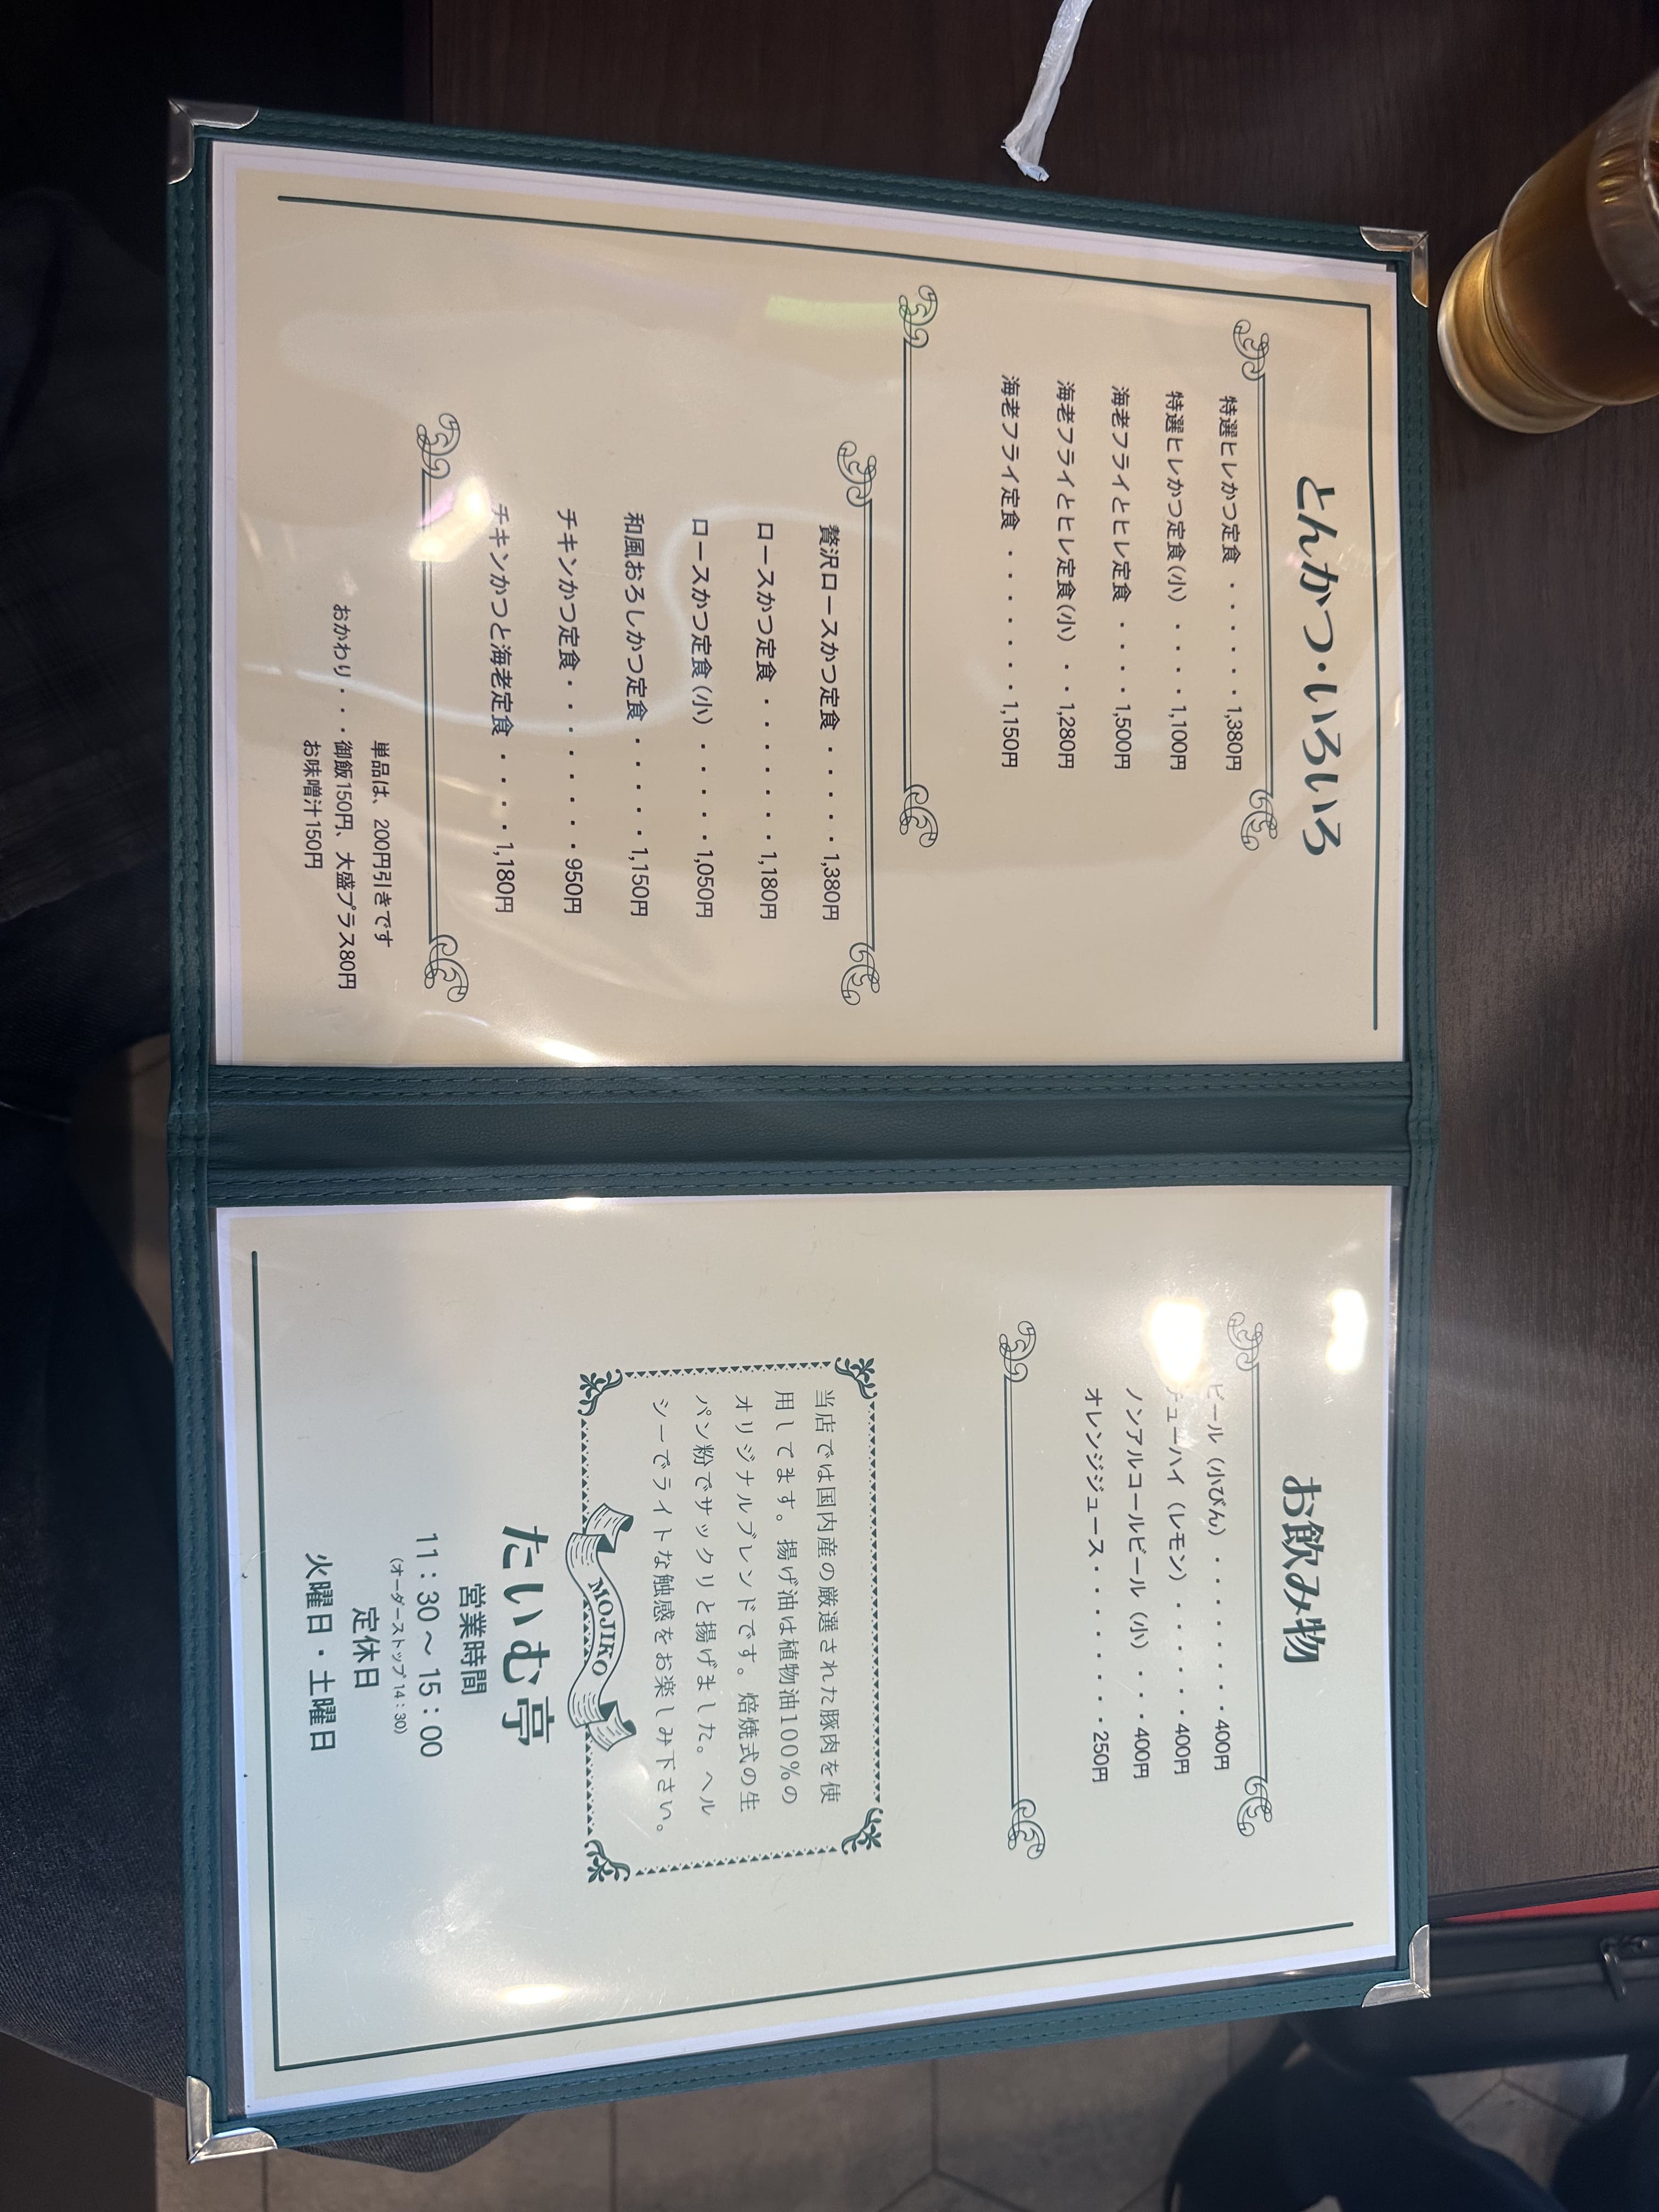 とんかつ・いろいろ
特選ヒレかつ定食・・・・・・1,380円
特選ヒレかつ定食(小)・・・・1,100円
海老フライとヒレ定食・・・・1,500円
海老フライとヒレ定食(小)・・1,280円
海老フライ定食・・・・・・・1,150円
贅沢ロースかつ定食・・・・・1,380円
ロースかつ定食・・・・・・・1,180円
ロースかつ定食(小)・・・・・1,050円
和風おろしかつ定食・・・・・1,150円
チキンかつ定食・・・・・・・・950円
チキンかつと海老定食・・・・1,180円
単品は、200円引きです
おかわり・・・御飯150円、大盛プラス80円
お味噌汁150円
お飲み物
ビール(小びん)・・・・・・・・400円
チューハイ(レモン)・・・・・・400円
ノンアルコールビール(小)・・・400円
オレンジジュース・・・・・・・250円
当店では国内産の厳選された豚肉を使
用してます。揚げ油は植物油100%の
オリジナルブレンドです。焙焼式の生
パン粉でサックリと揚げました。ヘル
シーでライトな触感をお楽しみ下さい。
MOJIKO
たいむ亭
営業時間
11:30~15:00
(オーダーストップ14:30)
定休日
火曜日・土曜日